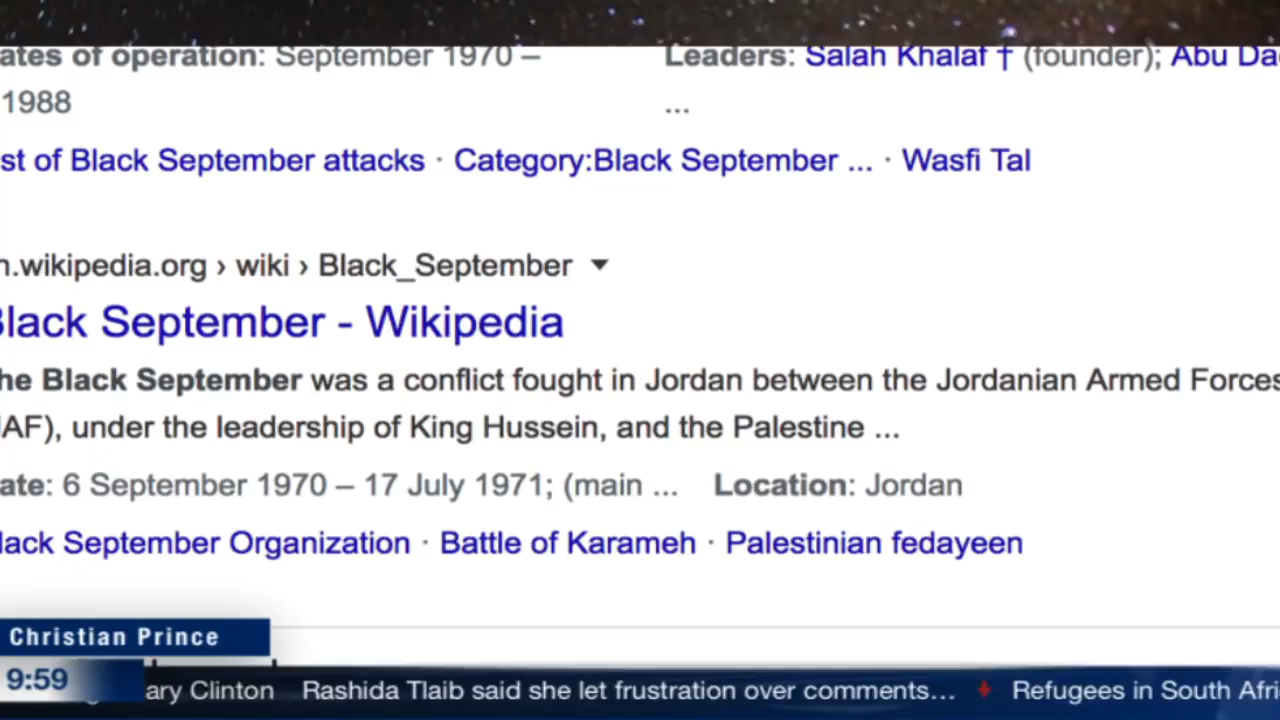 ates of operation: September 1970 – 
1988
Leaders: Salah Khalaf † (founder); Abu Da
...
st of Black September attacks · Category:Black September ... · Wasfi Tal
n.wikipedia.org › wiki › Black_September
Black September - Wikipedia
he Black September was a conflict fought in Jordan between the Jordanian Armed Forces
JAF), under the leadership of King Hussein, and the Palestine ...
ate: 6 September 1970 – 17 July 1971; (main ... Location: Jordan
lack September Organization · Battle of Karameh · Palestinian fedayeen
Christian Prince
9:59
ary Clinton Rashida Tlaib said she let frustration over comments... Refugees in South Afri